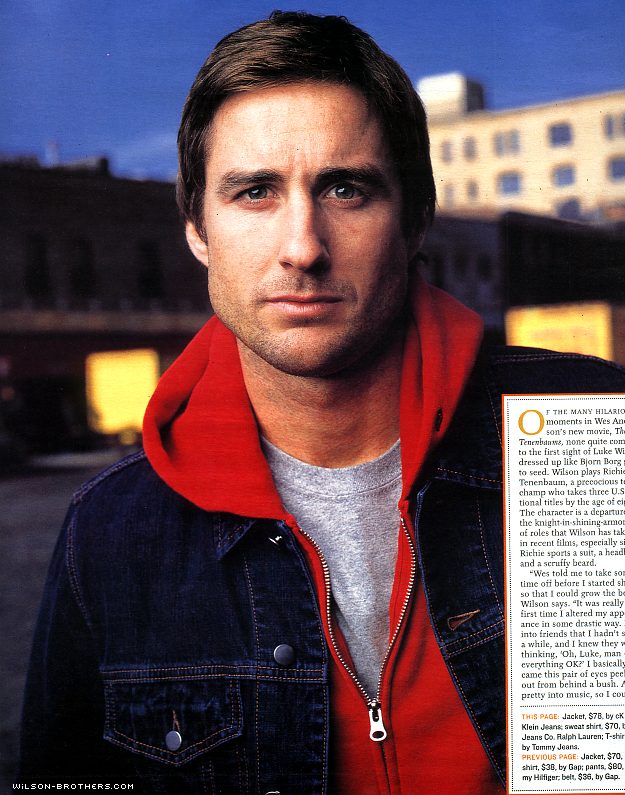 OF THE MANY HILARIO
moments in Wes And
son's new movie, The
Tenenbaums, none quite com
to the first sight of Luke Wi
dressed up like Bjorn Borg g
to seed. Wilson plays Richie
Tenenbaum, a precocious te
champ who takes three U.S
tional titles by the age of eig
The character is a departure
the knight-in-shining-armor
of roles that Wilson has tak
in recent films, especially si
Richie sports a suit, a headb
and a scruffy beard.
"Wes told me to take som
time off before I started sh
so that I could grow the be
Wilson says. "It was really
first time I altered my appe
ance in some drastic way. I
into friends that I hadn't s
a while, and I knew they w
thinking, 'Oh, Luke, man
everything OK?' I basically
came this pair of eyes peel
out from behind a bush. A
pretty into music, so I cou
THIS PAGE: Jacket, $78, by cK
Klein Jeans; sweat shirt, $70, b
Jeans Co. Ralph Lauren; T-shir
by Tommy Jeans.
PREVIOUS PAGE: Jacket, $70,
shirt, $38, by Gap; pants, $80,
my Hilfiger; belt, $36, by Gap.
WILSON-BROTHERS.COM